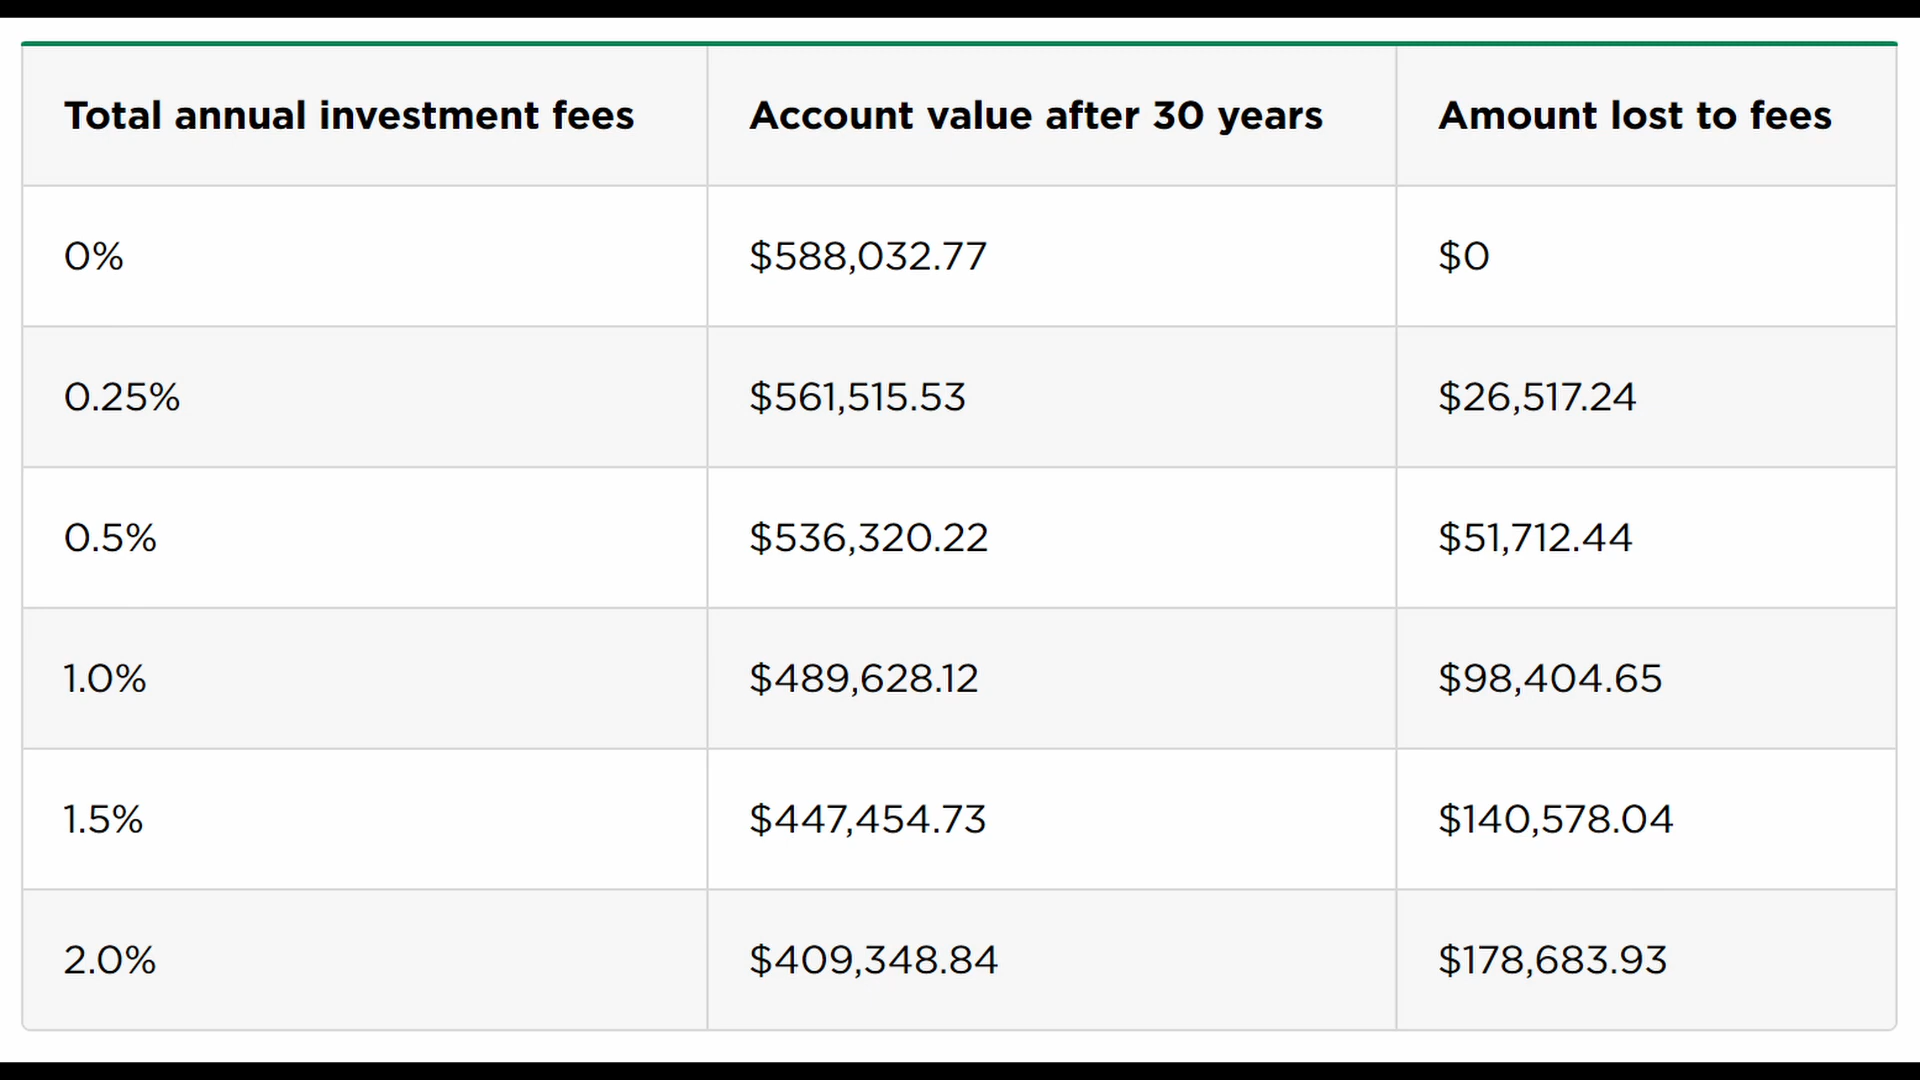 Total annual investment fees Account value after 30 years Amount lost to fees
0% $588,032.77 $0
0.25% $561,515.53 $26,517.24
0.5% $536,320.22 $51,712.44
1.0% $489,628.12 $98,404.65
1.5% $447,454.73 $140,578.04
2.0% $409,348.84 $178,683.93